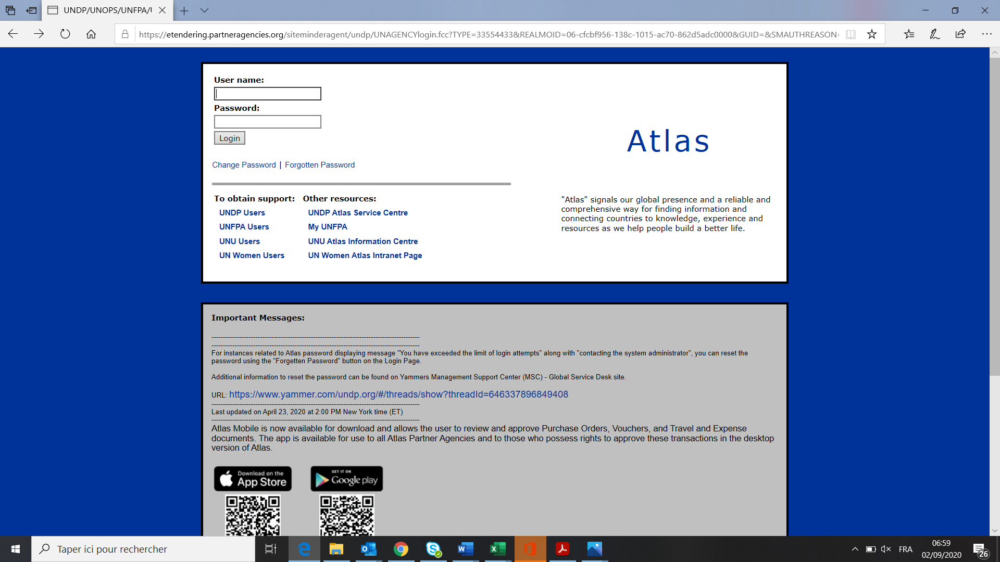 UNDP/UNOPS/UNFPA/U
https://etendering.partneragencies.org/siteminderagent/undp/UNAGENCYlogin.fcc?TYPE=33554433&REALMOID=06-cfcbf956-138c-1015-ac70-862d5adc0000&GUID=&SMAUTHREASON=
User name:
Password:
Login
Change Password | Forgotten Password
Atlas
To obtain support: Other resources:
UNDP Users UNDP Atlas Service Centre
UNFPA Users My UNFPA
UNU Users UNU Atlas Information Centre
UN Women Users UN Women Atlas Intranet Page
"Atlas" signals our global presence and a reliable and
comprehensive way for finding information and
connecting countries to knowledge, experience and
resources as we help people build a better life.
Important Messages:
--------------------------------------------------------------------------------------------
--------------------------------------------------------------------------------------------
For instances related to Atlas password displaying message "You have exceeded the limit of login attempts" along with "contacting the system administrator", you can reset the
password using the "Forgetten Password" button on the Login Page.
Additional information to reset the password can be found on Yammers Management Support Center (MSC) - Global Service Desk site.
URL: https://www.yammer.com/undp.org/#/threads/show?threadId=646337896849408
--------------------------------------------------------------------------------------------
Last updated on April 23, 2020 at 2:00 PM New York time (ET)
--------------------------------------------------------------------------------------------
Atlas Mobile is now available for download and allows the user to review and approve Purchase Orders, Vouchers, and Travel and Expense
documents. The app is available for use to all Atlas Partner Agencies and to those who possess rights to approve these transactions in the desktop
version of Atlas.
Download on the
App Store
GET IT ON
Google play
Taper ici pour rechercher
FRA
06:59
02/09/2020
26